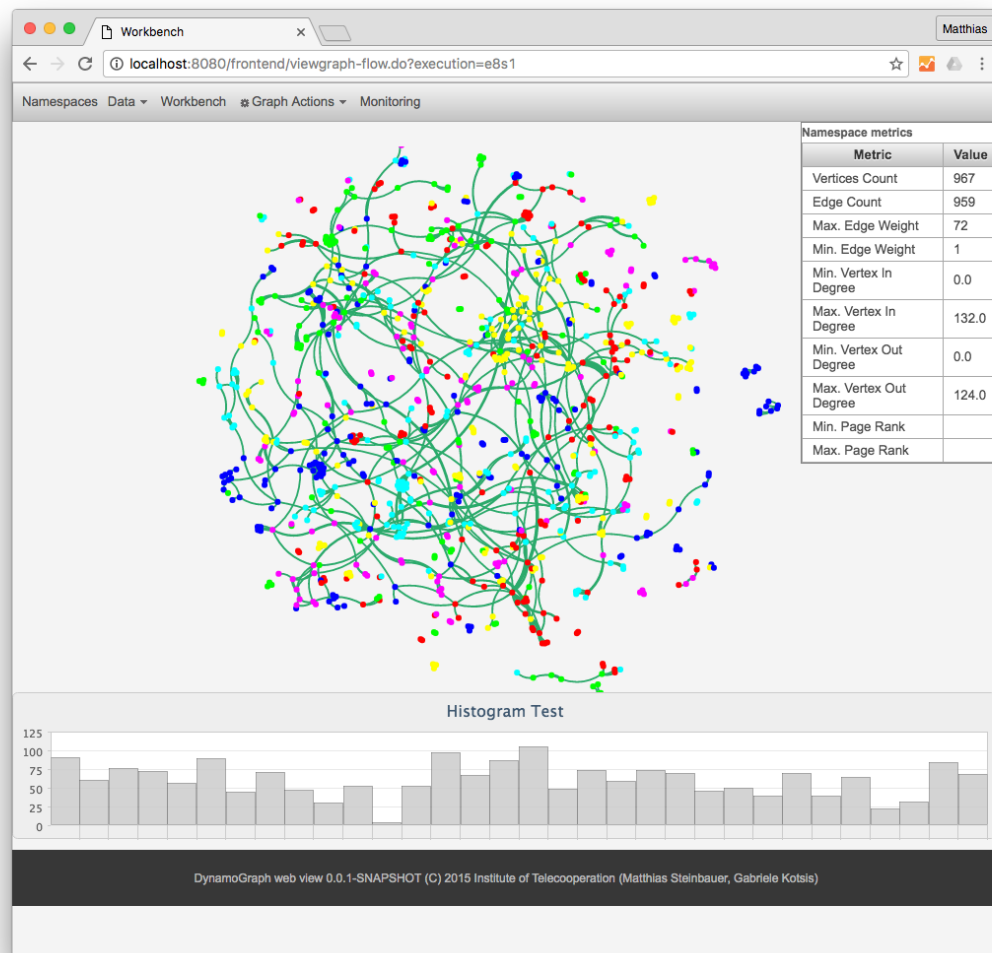 Workbench
Matthias
localhost:8080/frontend/viewgraph-flow.do?execution=e8s1
Namespaces Data Workbench Graph Actions Monitoring
Namespace metrics
Metric Value
Vertices Count 967
Edge Count 959
Max. Edge Weight 72
Min. Edge Weight 1
Min. Vertex In
Degree 0.0
Max. Vertex In
Degree 132.0
Min. Vertex Out
Degree 0.0
Max. Vertex Out
Degree 124.0
Min. Page Rank
Max. Page Rank
Histogram Test
125
100
75
50
25
0
DynamoGraph web view 0.0.1-SNAPSHOT (C) 2015 Institute of Telecooperation (Matthias Steinbauer, Gabriele Kotsis)